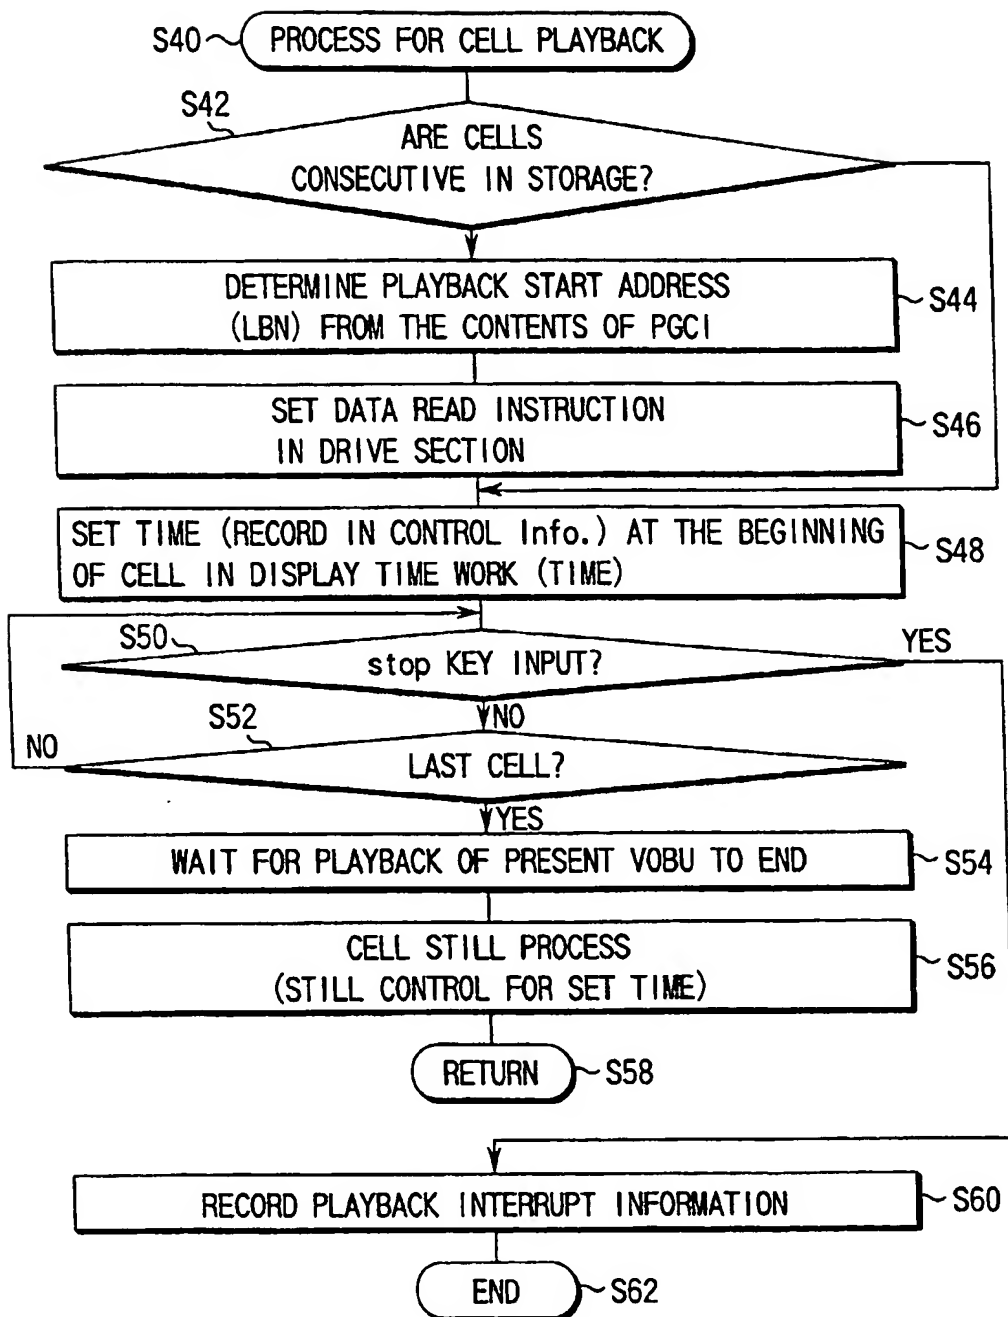 S40
PROCESS FOR CELL PLAYBACK
S42
ARE CELLS
CONSECUTIVE IN STORAGE?
DETERMINE PLAYBACK START ADDRESS
(LBN) FROM THE CONTENTS OF PGCI
S44
SET DATA READ INSTRUCTION
IN DRIVE SECTION
S46
SET TIME (RECORD IN CONTROL Info.) AT THE BEGINNING
OF CELL IN DISPLAY TIME WORK (TIME)
S48
S50
stop KEY INPUT?
YES
NO
S52
LAST CELL?
NO
YES
WAIT FOR PLAYBACK OF PRESENT VOBU TO END
S54
CELL STILL PROCESS
(STILL CONTROL FOR SET TIME)
S56
RETURN
S58
RECORD PLAYBACK INTERRUPT INFORMATION
S60
END
S62